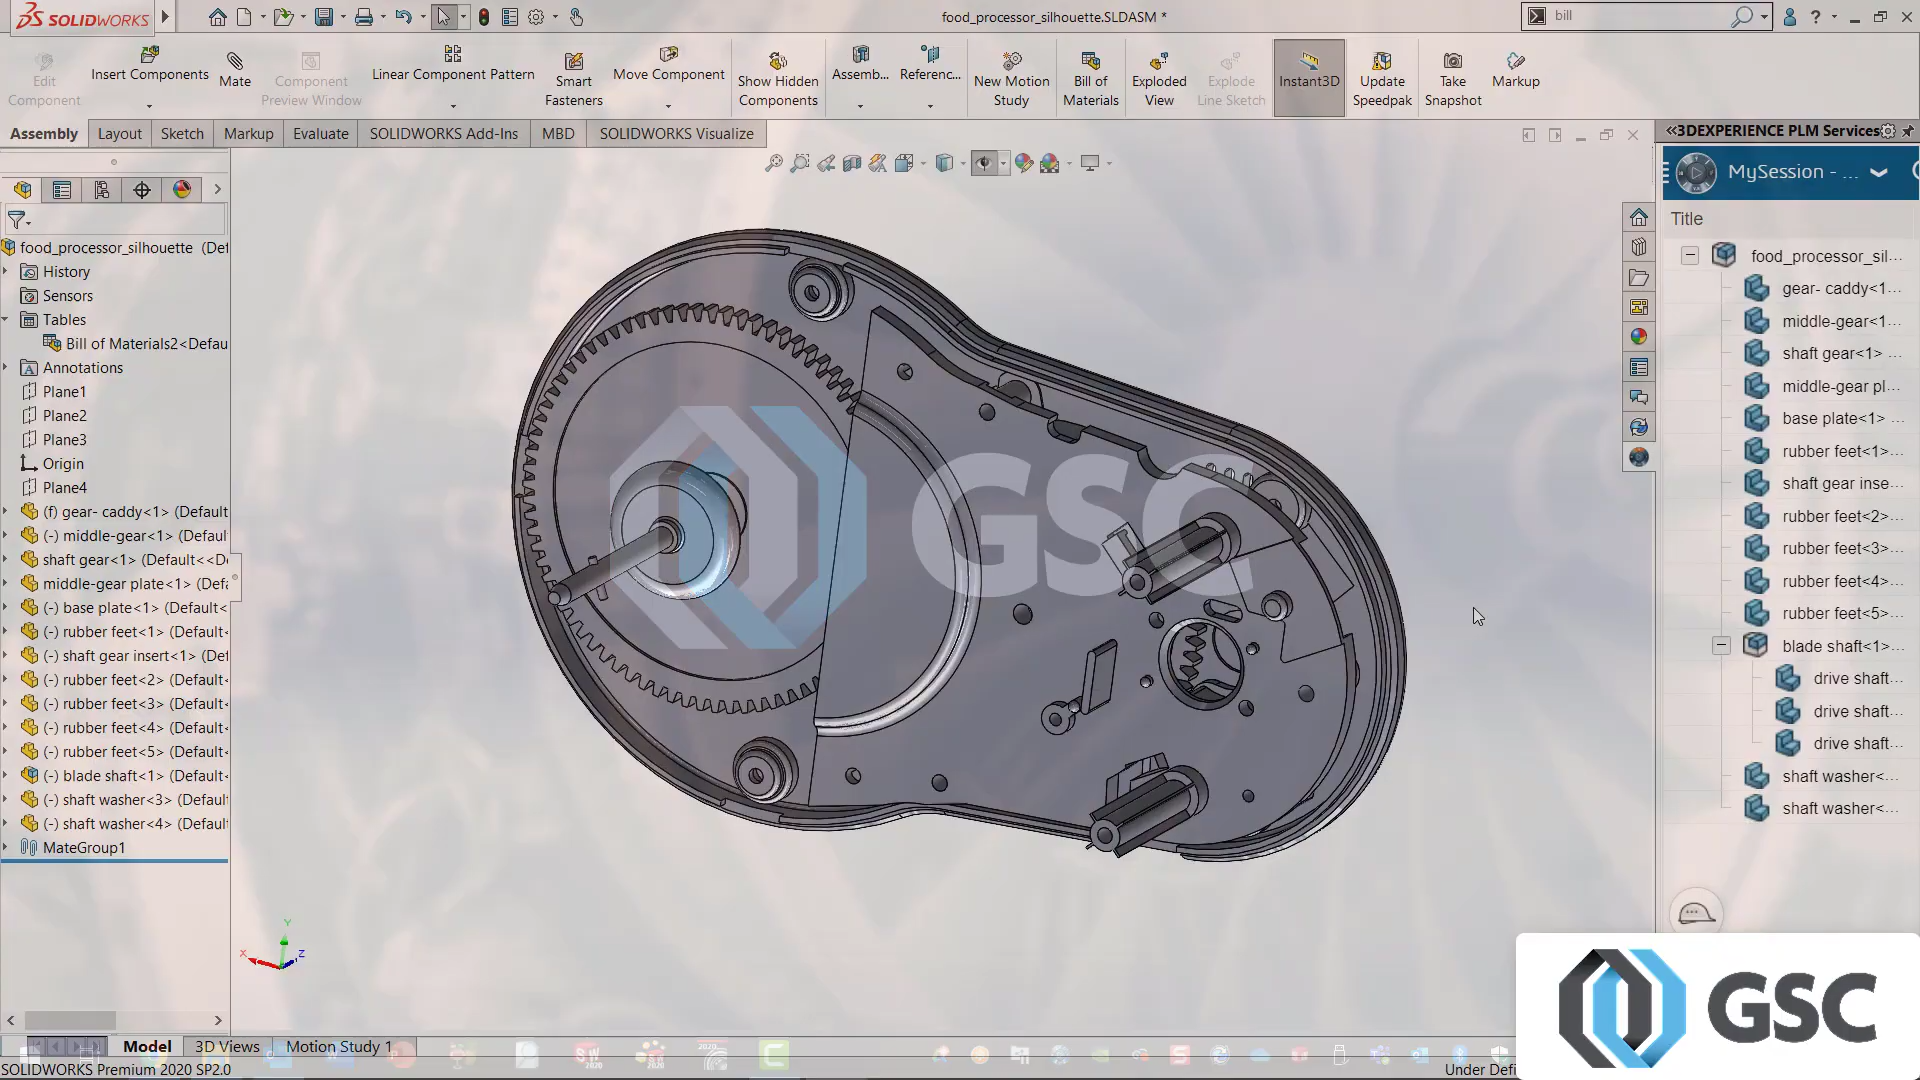 SOLIDWORKS
food_processor_silhouette.SLDASM *
bill
Edit Component
Insert Components
Mate
Component Preview Window
Linear Component Pattern
Smart Fasteners
Move Component
Show Hidden Components
Assemb...
Referenc...
New Motion Study
Bill of Materials
Exploded View
Explode Line Sketch
Instant3D
Update Speedpak
Take Snapshot
Markup
Assembly
Layout
Sketch
Markup
Evaluate
SOLIDWORKS Add-Ins
MBD
SOLIDWORKS Visualize
food_processor_silhouette (Def
History
Sensors
Tables
Bill of Materials2<Defau
Annotations
Plane1
Plane2
Plane3
Origin
Plane4
(f) gear- caddy<1> (Default
(-) middle-gear<1> (Defaul
shaft gear<1> (Default<<D
middle-gear plate<1> (Defa
(-) base plate<1> (Default<
(-) rubber feet<1> (Default<
(-) shaft gear insert<1> (Def
(-) rubber feet<2> (Default<
(-) rubber feet<3> (Default<
(-) rubber feet<4> (Default<
(-) rubber feet<5> (Default<
(-) blade shaft<1> (Default<
(-) shaft washer<3> (Defaul
(-) shaft washer<4> (Defaul
MateGroup1
GSC
X
Y
Z
3DEXPERIENCE PLM Services
MySession - ...
Title
food_processor_sil...
gear- caddy<1...
middle-gear<1...
shaft gear<1> ...
middle-gear pl...
base plate<1> ...
rubber feet<1>...
shaft gear inse...
rubber feet<2>...
rubber feet<3>...
rubber feet<4>...
rubber feet<5>...
blade shaft<1>...
drive shaft...
drive shaft...
drive shaft...
shaft washer<...
shaft washer<...
GSC
Model
3D Views
Motion Study 1
SOLIDWORKS Premium 2020 SP2.0
Under Defi